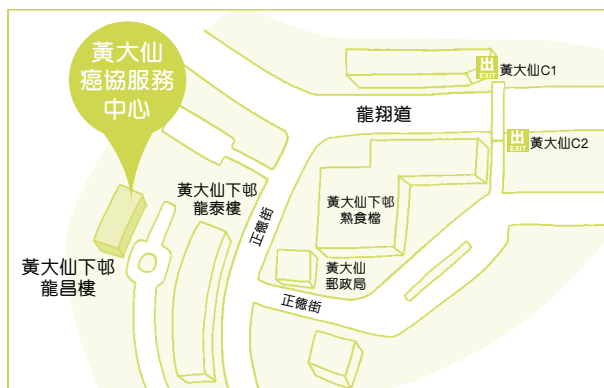 黃大仙
癌協服務
中心
出
EXIT
黃大仙C1
龍翔道
出
EXIT
黃大仙C2
黃大仙下邨
龍泰樓
正德街
黃大仙下邨
熟食檔
黃大仙下邨
龍昌樓
黃大仙
郵政局
正德街